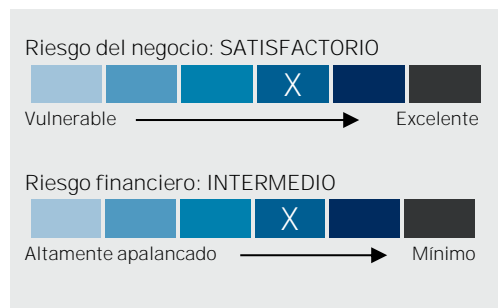 Riesgo del negocio: SATISFACTORIO
X
Vulnerable Excelente
Riesgo financiero: INTERMEDIO
X
Altamente apalancado Mínimo